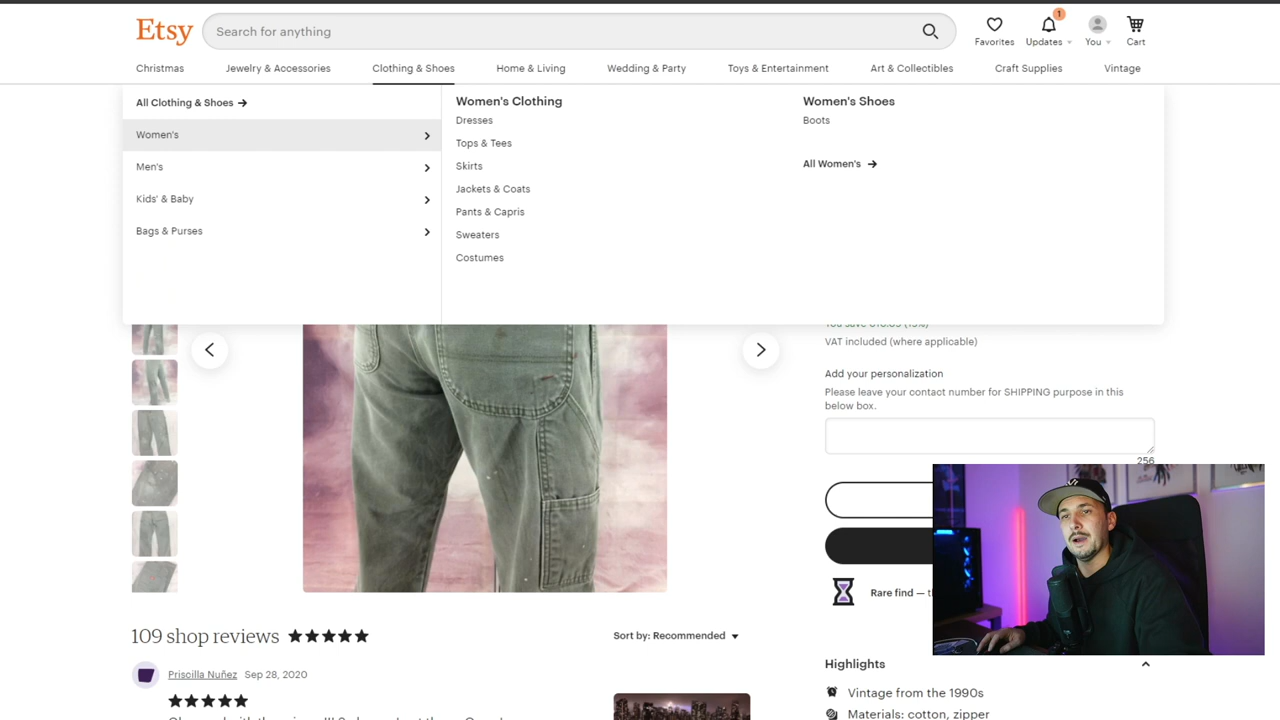 Etsy
Search for anything
1
Favorites
Updates
You
Cart
Christmas
Jewelry & Accessories
Clothing & Shoes
Home & Living
Wedding & Party
Toys & Entertainment
Art & Collectibles
Craft Supplies
Vintage
All Clothing & Shoes →
Women's
Men's
Kids' & Baby
Bags & Purses
Women's Clothing
Dresses
Tops & Tees
Skirts
Jackets & Coats
Pants & Capris
Sweaters
Costumes
Women's Shoes
Boots
All Women's →
VAT included (where applicable)
Add your personalization
Please leave your contact number for SHIPPING purpose in this
below box.
256
Rare find —
109 shop reviews
Sort by: Recommended
Priscilla Nuñez Sep 28, 2020
Highlights
Vintage from the 1990s
Materials: cotton, zipper